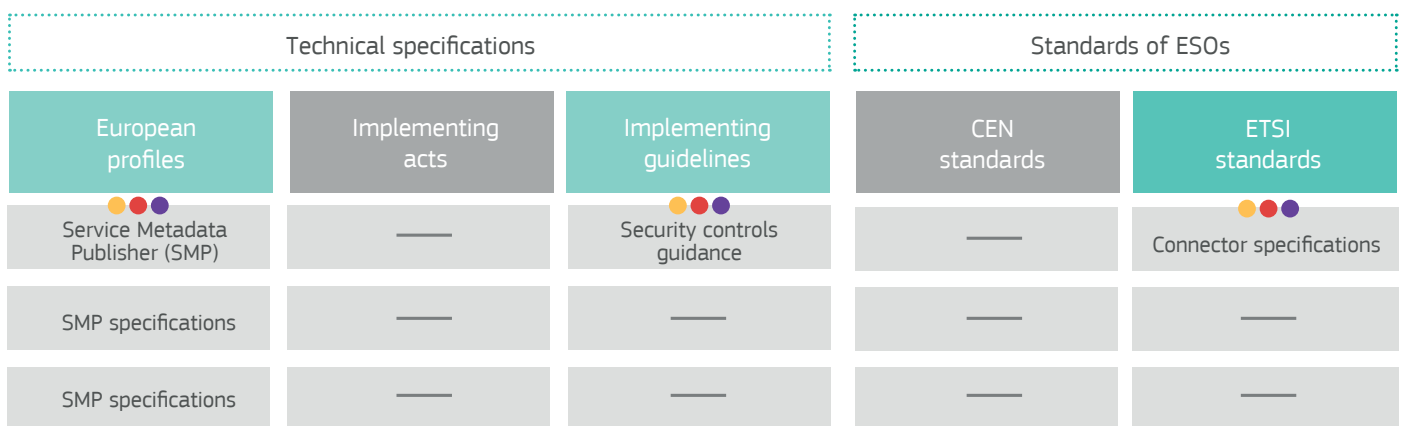 Technical specifications
Standards of ESOs
European
profiles
Implementing
acts
Implementing
guidelines
CEN
standards
ETSI
standards
Service Metadata
Publisher (SMP)
Security controls
guidance
Connector specifications
SMP specifications
SMP specifications